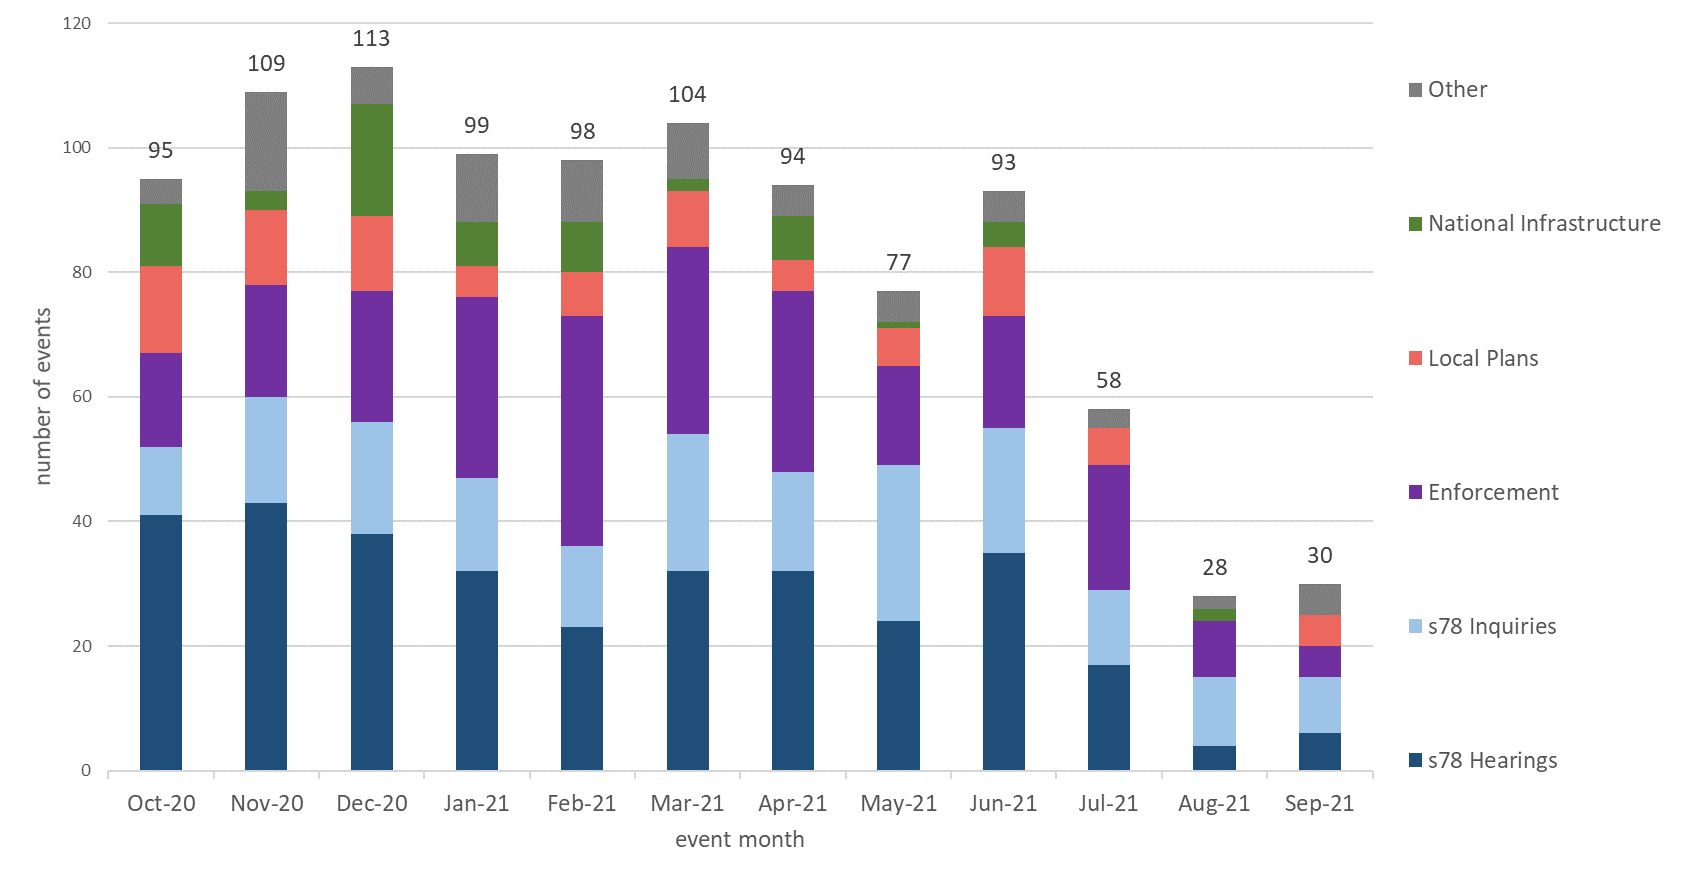 120
100
80
60
40
20
0
number of events
95
109
113
99
98
104
94
77
93
58
28
30
Oct-20
Nov-20
Dec-20
Jan-21
Feb-21
Mar-21
Apr-21
May-21
Jun-21
Jul-21
Aug-21
Sep-21
event month
Other
National Infrastructure
Local Plans
Enforcement
s78 Inquiries
s78 Hearings